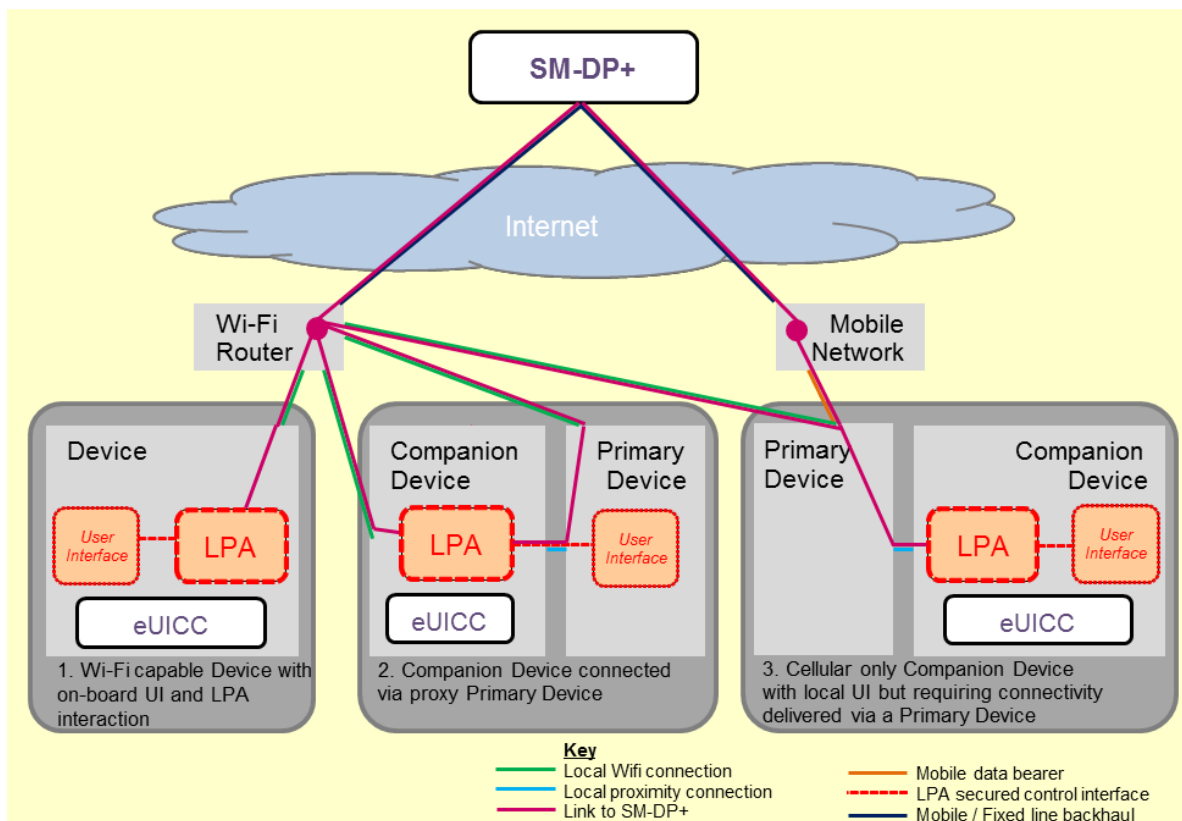 SM-DP+
Internet
Wi-Fi
Router
Mobile
Network
Device
User
Interface
LPA
eUICC
1. Wi-Fi capable Device with
on-board UI and LPA
interaction
Companion
Device
Primary
Device
LPA
User
Interface
eUICC
2. Companion Device connected
via proxy Primary Device
Primary
Device
Companion
Device
LPA
User
Interface
eUICC
3. Cellular only Companion Device
with local UI but requiring connectivity
delivered via a Primary Device
Key
Local Wifi connection
Local proximity connection
Link to SM-DP+
Mobile data bearer
LPA secured control interface
Mobile / Fixed line backhaul